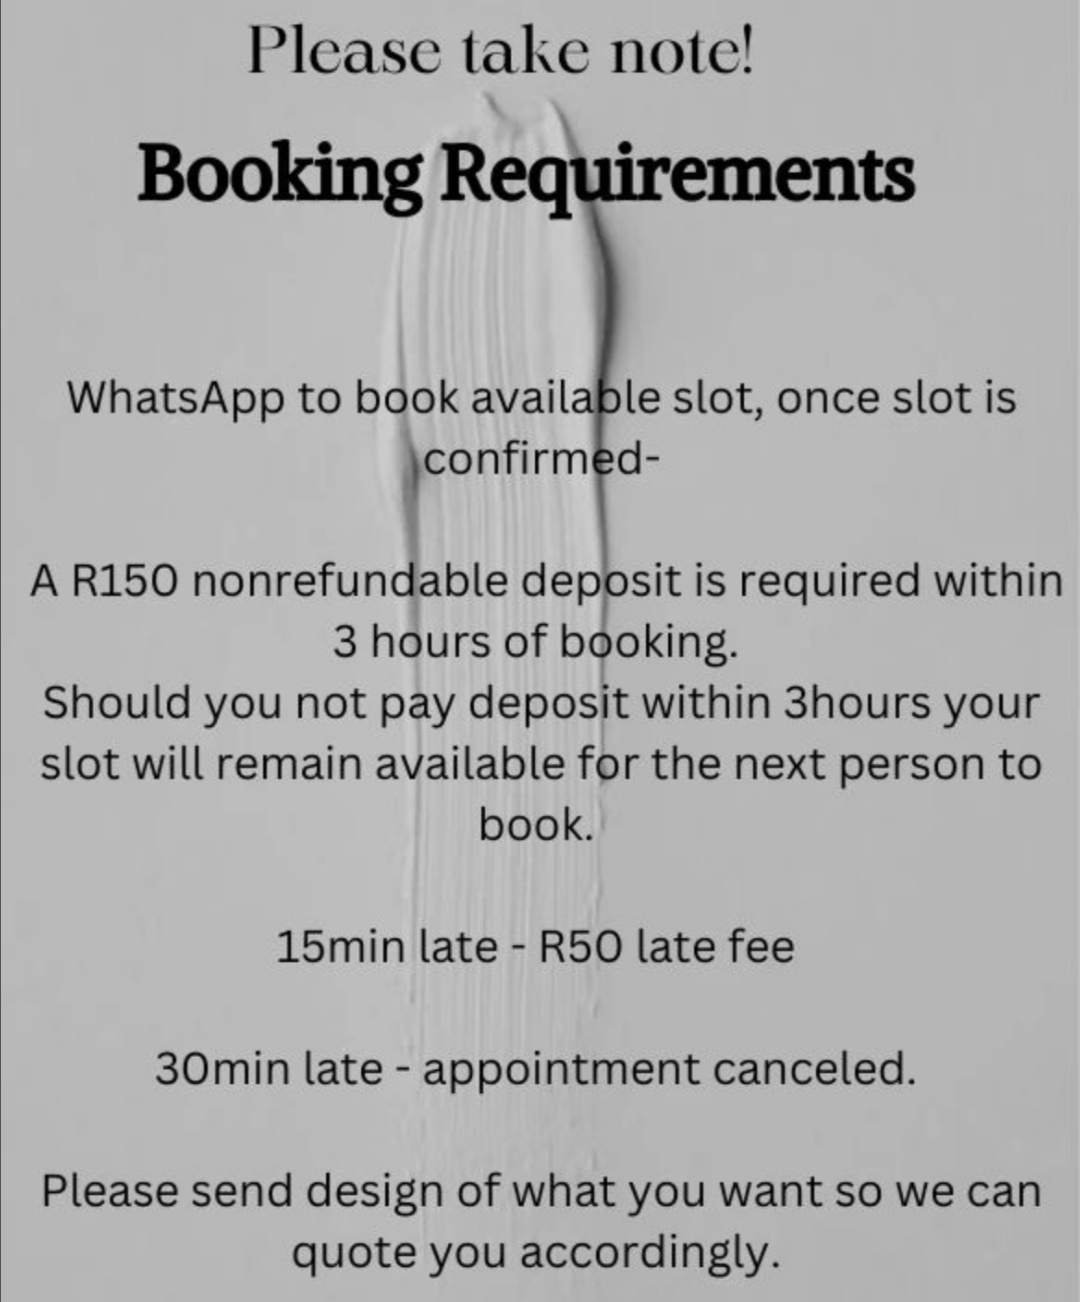 Please take note!
Booking Requirements
WhatsApp to book available slot, once slot is
confirmed-
A R150 nonrefundable deposit is required within
3 hours of booking.
Should you not pay deposit within 3hours your
slot will remain available for the next person to
book.
15min late - R50 late fee
30min late - appointment canceled.
Please send design of what you want so we can
quote you accordingly.